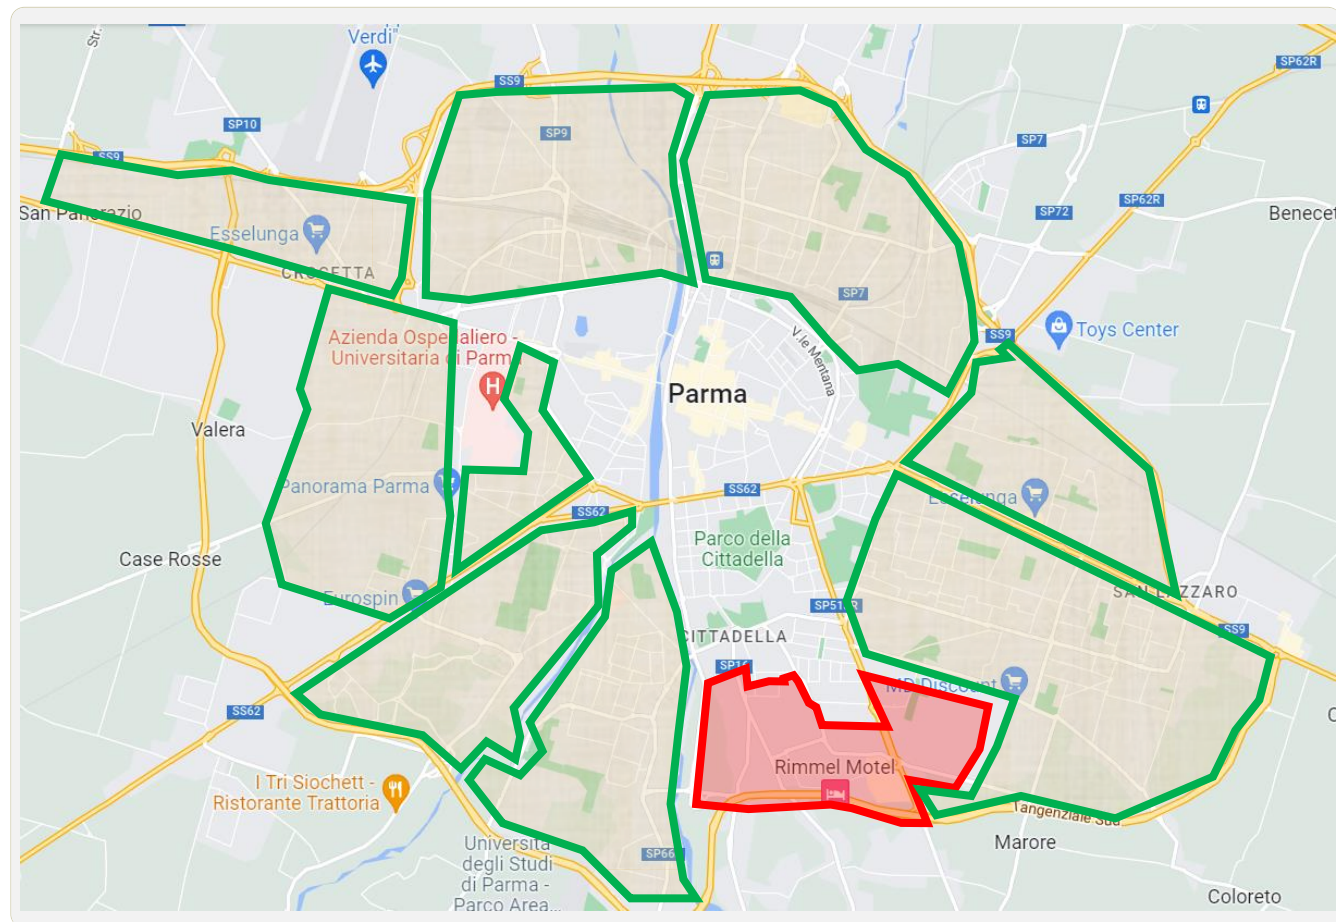 Verdi"
Str.
SS9
SP62R
SP10
SP9
SP7
SS9
San Pancrazio
Esselunga
CROCETTA
SP62R
SP72
Benecet
SP7
SS9
Toys Center
Azienda Ospedaliero -
Universitaria di Parma
H
V.le Mentana
Parma
Valera
Panorama Parma
SS62
SS62
Esselunga
Parco della
Cittadella
Case Rosse
Eurospin
SAN LAZZARO
SS9
CITTADELLA
MD Discount
SS62
Rimmel Motel
I Tri Siochett -
Ristorante Trattoria
Tangenziale Sud
Marore
Università
degli Studi
di Parma -
Parco Area...
Coloreto